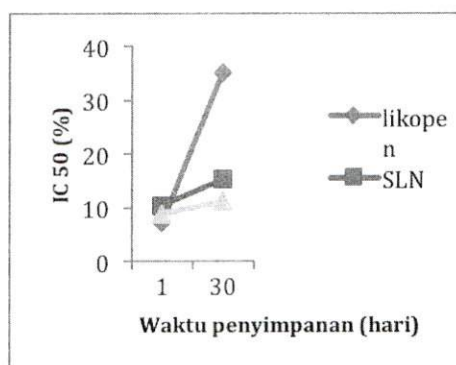 40
30
20
10
0
IC 50 (%)
1 30
Waktu penyimpanan (hari)
likope
n
SLN